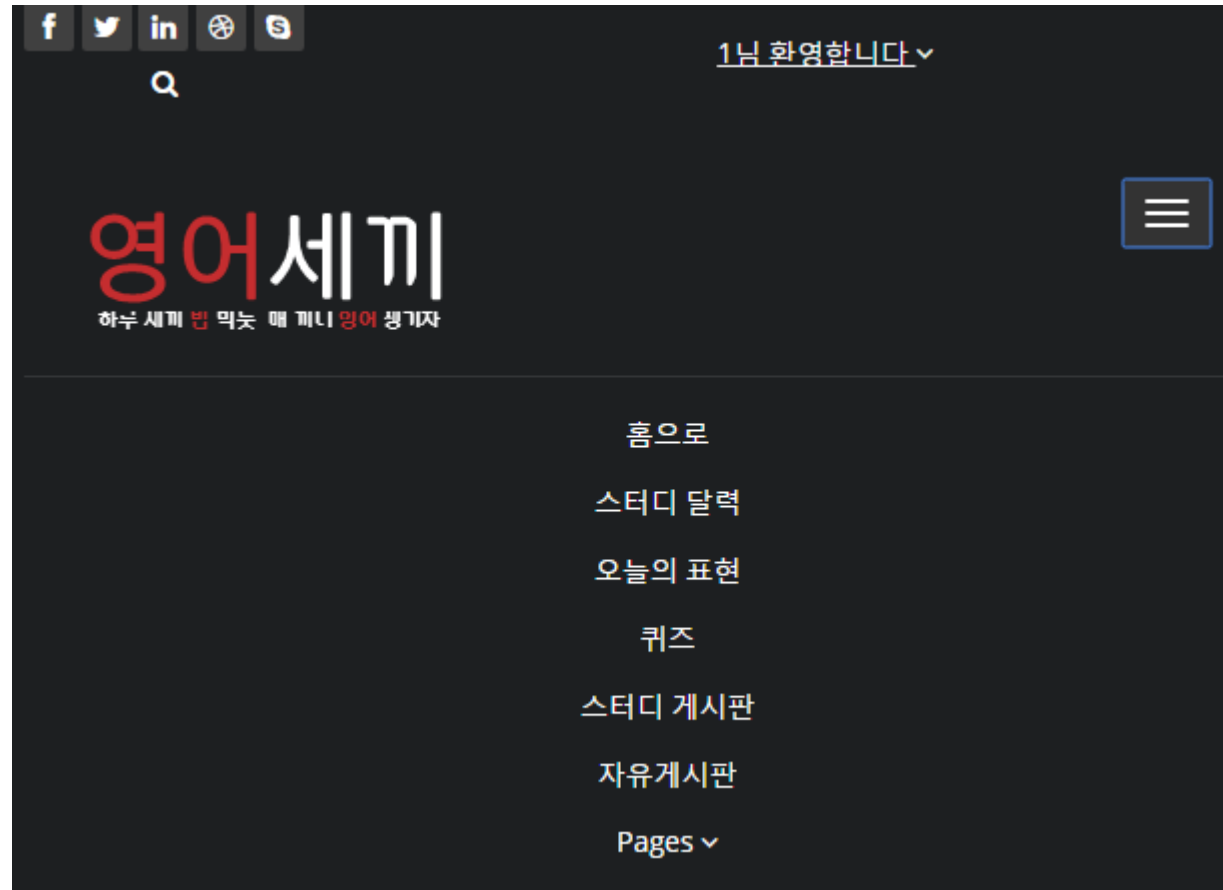 1님 환영합니다
영어세끼
하루 세끼 밥 먹듯 매 끼니 영어 챙기자
홈으로
스터디 달력
오늘의 표현
퀴즈
스터디 게시판
자유게시판
Pages